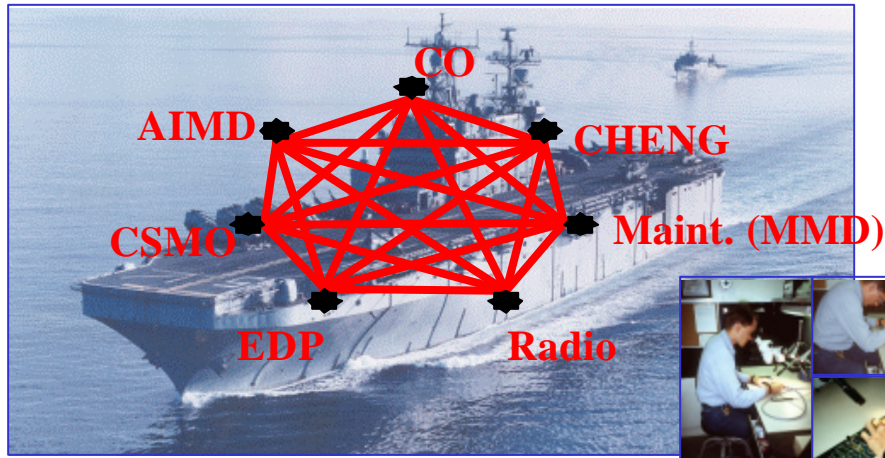 CO
AIMD
CHENG
CSMO
Maint. (MMD)
EDP
Radio